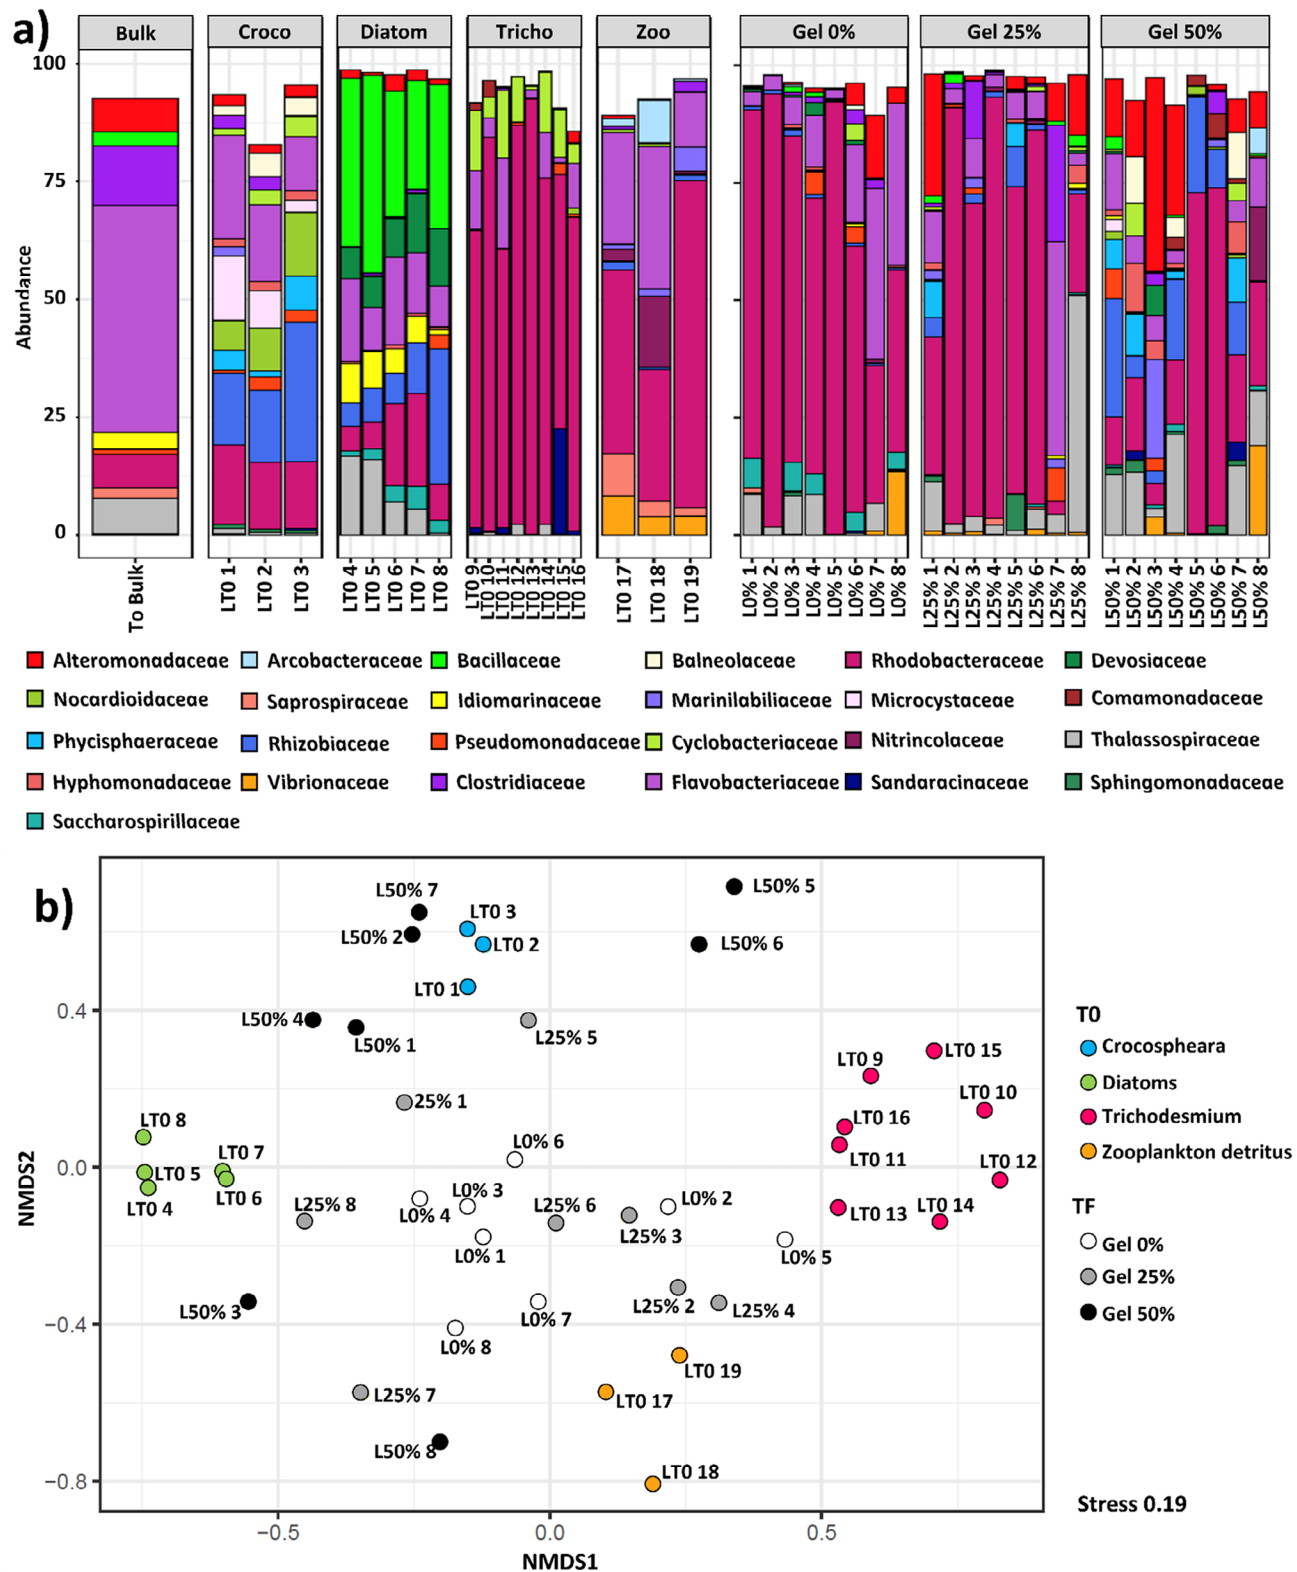 a)
Bulk Croco Diatom Tricho Zoo Gel 0% Gel 25% Gel 50%
100
75
50
25
0
Abundance
To Bulk
LT0 1
LT0 2
LT0 3
LT0 4
LT0 5
LT0 6
LT0 7
LT0 8
LT0 9
LT0 10
LT0 11
LT0 12
LT0 13
LT0 14
LT0 15
LT0 16
LT0 17
LT0 18
LT0 19
L0% 1
L0% 2
L0% 3
L0% 4
L0% 5
L0% 6
L0% 7
L0% 8
L25% 1
L25% 2
L25% 3
L25% 4
L25% 5
L25% 6
L25% 7
L25% 8
L50% 1
L50% 2
L50% 3
L50% 4
L50% 5
L50% 6
L50% 7
L50% 8
Alteromonadaceae Arcobacteraceae Bacillaceae Balneolaceae Rhodobacteraceae Devosiaceae
Nocardioidaceae Saprospiraceae Idiomarinaceae Marinilabiliaceae Microcystaceae Comamonadaceae
Phycisphaeraceae Rhizobiaceae Pseudomonadaceae Cyclobacteriaceae Nitrincolaceae Thalassospiraceae
Hyphomonadaceae Vibrionaceae Clostridiaceae Flavobacteriaceae Sandaracinaceae Sphingomonadaceae
Saccharospirillaceae
b)
L50% 7
L50% 5
LT0 3
L50% 2
LT0 2
L50% 6
LT0 1
L50% 4
L50% 1
L25% 5
LT0 15
LT0 9
LT0 10
25% 1
LT0 8
LT0 16
L0% 6
LT0 7
LT0 11
LT0 12
LT0 5
LT0 6
L0% 3
L0% 2
LT0 4
L25% 8
L0% 4
L25% 6
LT0 13
LT0 14
L25% 3
L0% 1
L0% 5
L50% 3
L25% 2
L25% 4
L0% 7
L0% 8
LT0 19
L25% 7
LT0 17
L50% 8
LT0 18
0.4
0.0
−0.4
−0.8
NMDS2
−0.5
0.0
0.5
NMDS1
T0
Crocospheara
Diatoms
Trichodesmium
Zooplankton detritus
TF
Gel 0%
Gel 25%
Gel 50%
Stress 0.19